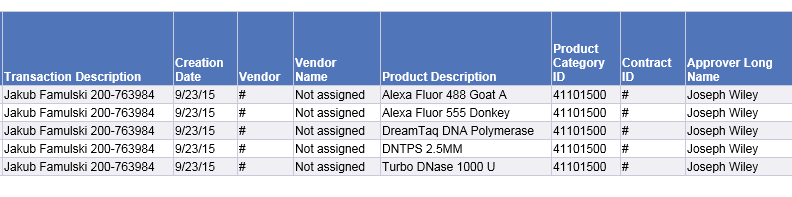 Transaction Description Creation Date Vendor Vendor Name Product Description Product Category ID Contract ID Approver Long Name
Jakub Famulski 200-763984 9/23/15 # Not assigned Alexa Fluor 488 Goat A 41101500 # Joseph Wiley
Jakub Famulski 200-763984 9/23/15 # Not assigned Alexa Fluor 555 Donkey 41101500 # Joseph Wiley
Jakub Famulski 200-763984 9/23/15 # Not assigned DreamTaq DNA Polymerase 41101500 # Joseph Wiley
Jakub Famulski 200-763984 9/23/15 # Not assigned DNTPS 2.5MM 41101500 # Joseph Wiley
Jakub Famulski 200-763984 9/23/15 # Not assigned Turbo DNase 1000 U 41101500 # Joseph Wiley